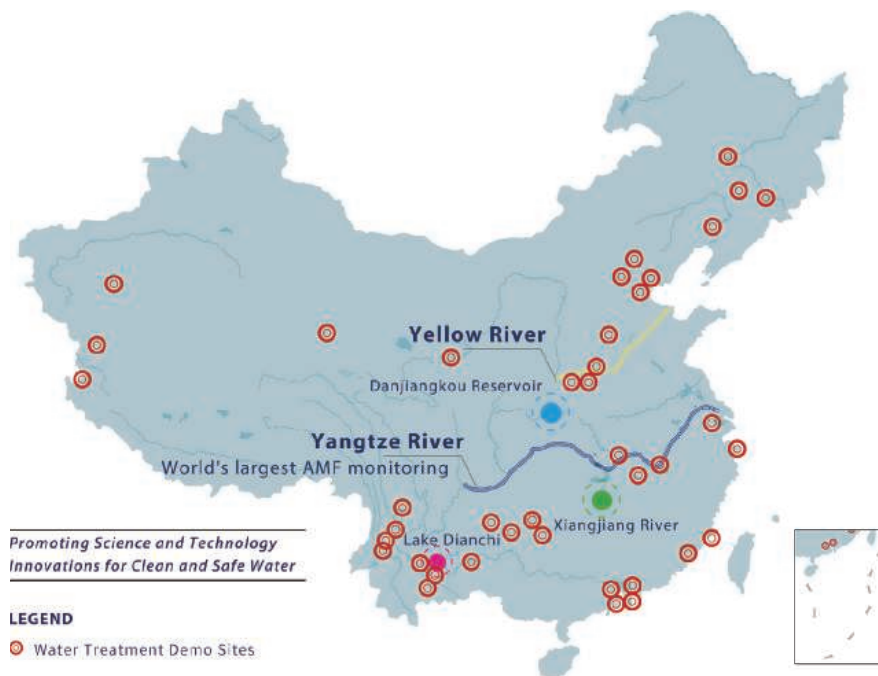 Yellow River
Danjiangkou Reservoir
Yangtze River
World's largest AMF monitoring
Xiangjiang River
Lake Dianchi
Promoting Science and Technology
Innovations for Clean and Safe Water
LEGEND
Water Treatment Demo Sites